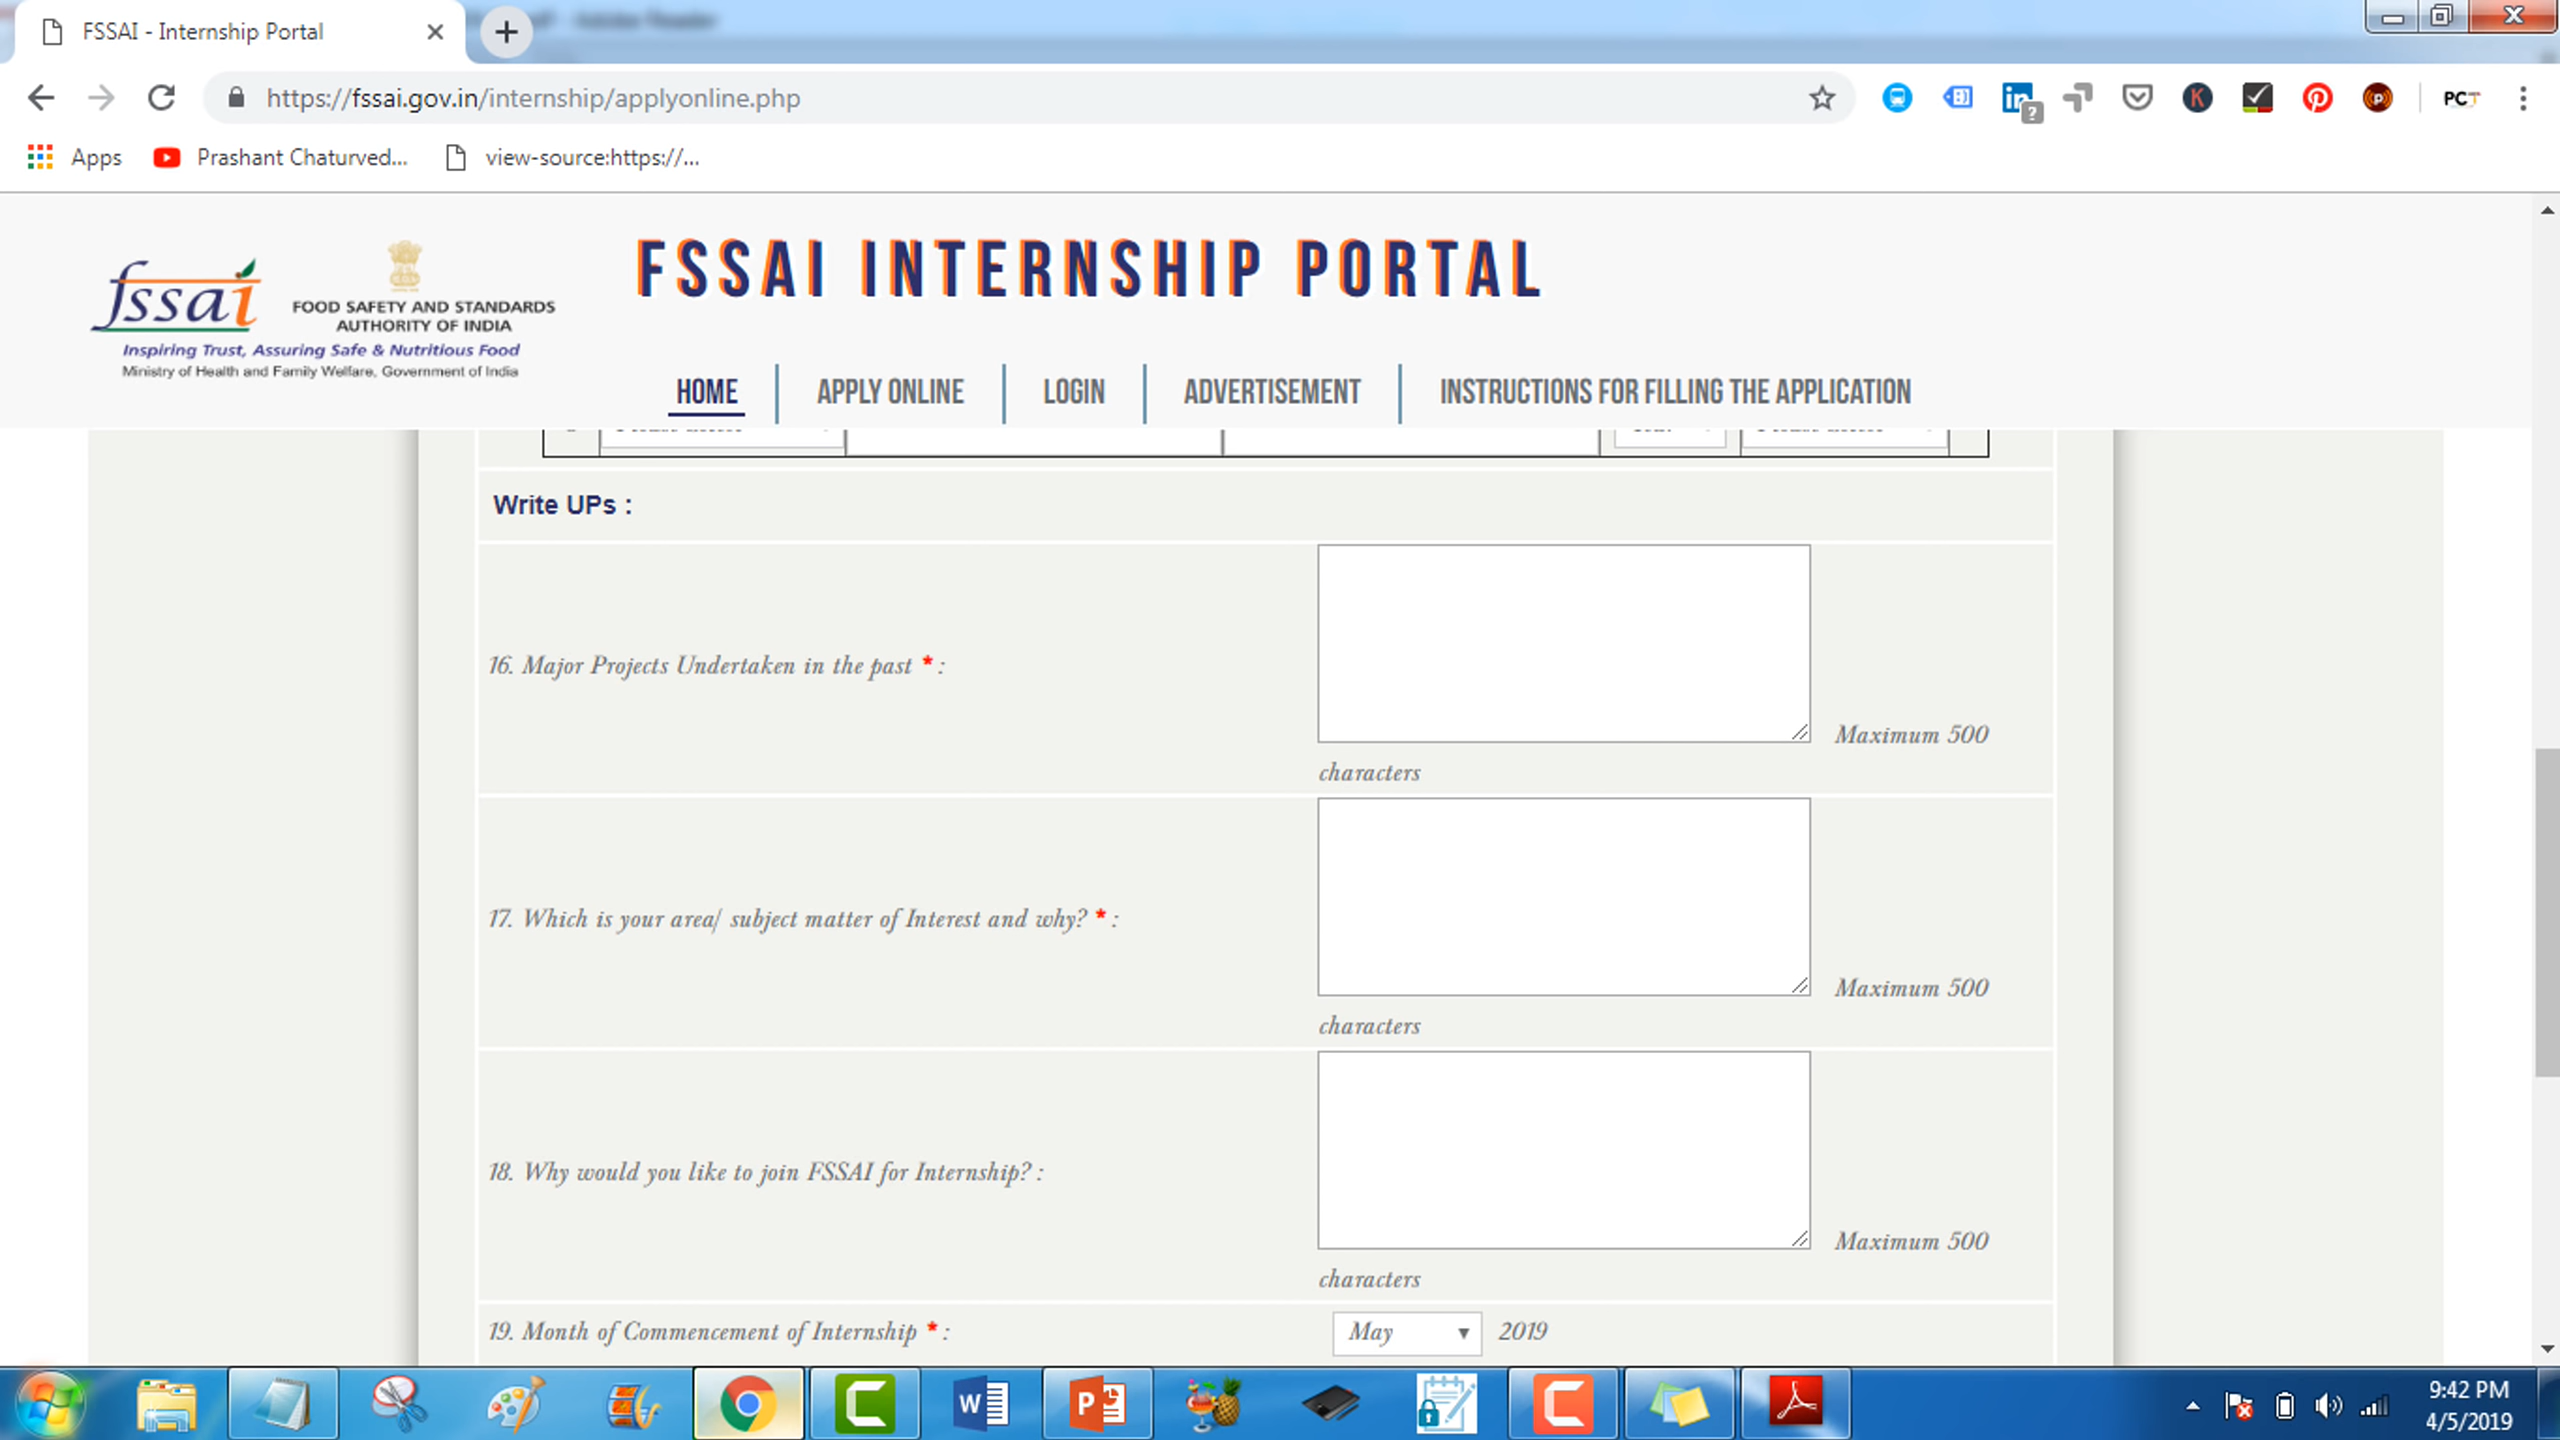 Adobe Reader
FSSAI - Internship Portal
https://fssai.gov.in/internship/applyonline.php
PCT
Apps
Prashant Chaturved...
view-source:https://...
fssai
FOOD SAFETY AND STANDARDS
AUTHORITY OF INDIA
Inspiring Trust, Assuring Safe & Nutritious Food
Ministry of Health and Family Welfare, Government of India
FSSAI INTERNSHIP PORTAL
HOME
APPLY ONLINE
LOGIN
ADVERTISEMENT
INSTRUCTIONS FOR FILLING THE APPLICATION
Write UPs :
16. Major Projects Undertaken in the past * :
Maximum 500
characters
17. Which is your area/ subject matter of Interest and why? * :
Maximum 500
characters
18. Why would you like to join FSSAI for Internship? :
Maximum 500
characters
19. Month of Commencement of Internship * :
May
2019
9:42 PM
4/5/2019